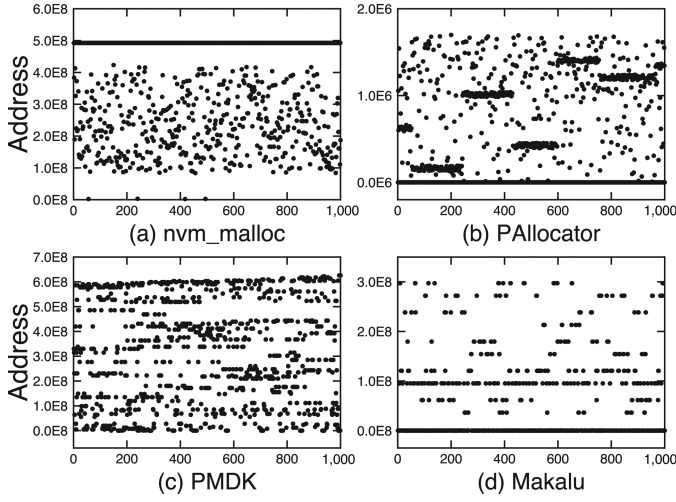 6.0E8
5.0E8
4.0E8
3.0E8
2.0E8
1.0E8
0.0E8
Address
0 200 400 600 800 1,000
(a) nvm_malloc
2.0E6
1.0E6
0.0E6
0 200 400 600 800 1,000
(b) PAllocator
7.0E8
6.0E8
5.0E8
4.0E8
3.0E8
2.0E8
1.0E8
0.0E8
Address
0 200 400 600 800 1,000
(c) PMDK
3.0E8
2.0E8
1.0E8
0.0E8
0 200 400 600 800 1,000
(d) Makalu